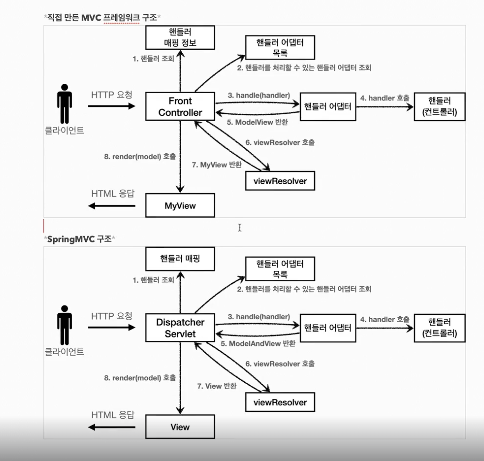 "직접 만든 MVC 프레임워크 구조"
핸들러
매핑 정보
핸들러 어댑터
목록
1. 핸들러 조회
2. 핸들러를 처리할 수 있는 핸들러 어댑터 조회
HTTP 요청
클라이언트
Front
Controller
3. handle(handler)
5. ModelView 반환
핸들러 어댑터
4. handler 호출
핸들러
(컨트롤러)
6. viewResolver 호출
7. MyView 반환
8. render(model) 호출
viewResolver
HTML 응답
MyView
"SpringMVC 구조"
핸들러 매핑
핸들러 어댑터
목록
1. 핸들러 조회
2. 핸들러를 처리할 수 있는 핸들러 어댑터 조회
HTTP 요청
클라이언트
Dispatcher
Servlet
3. handle(handler)
5. ModelAndView 반환
핸들러 어댑터
4. handler 호출
핸들러
(컨트롤러)
6. viewResolver 호출
7. View 반환
8. render(model) 호출
viewResolver
HTML 응답
View